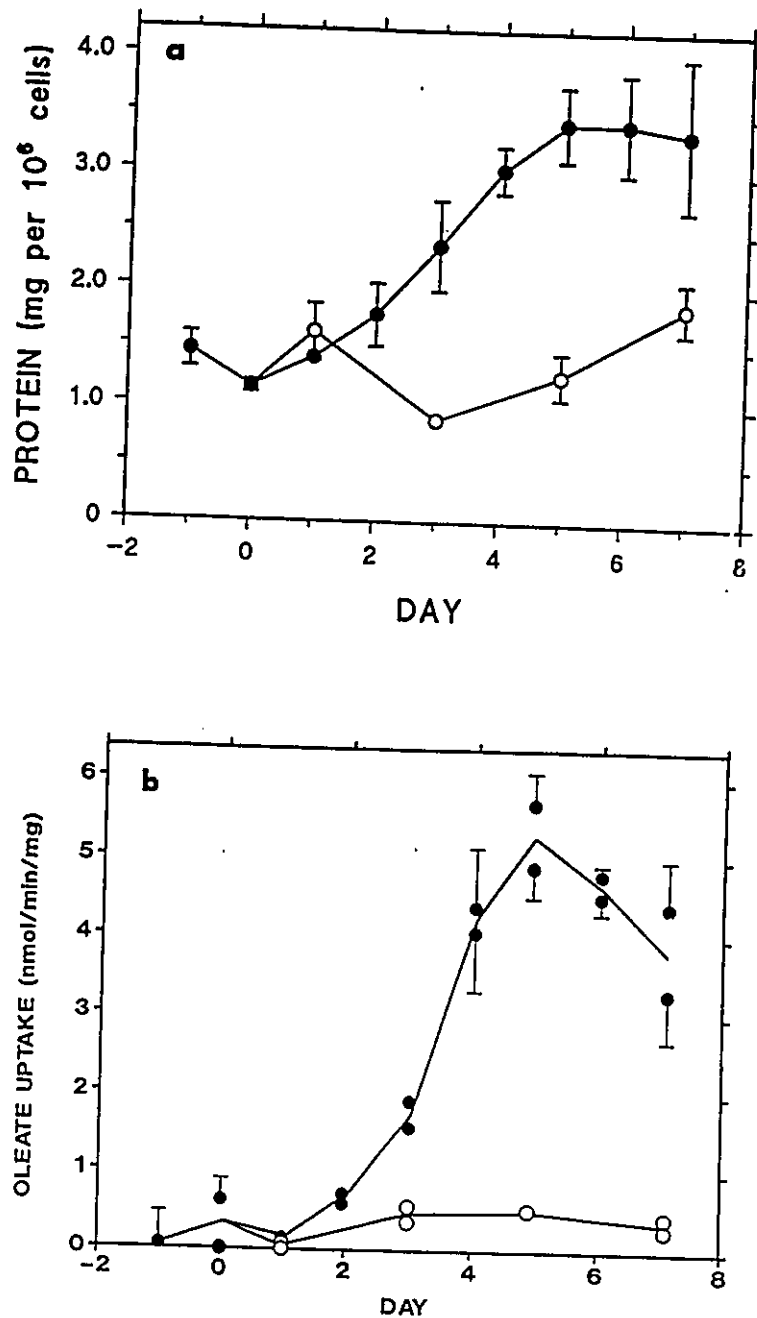 a
PROTEIN (mg per 10⁶ cells)
4.0
3.0
2.0
1.0
0
-2 0 2 4 6 8
DAY
b
OLEATE UPTAKE (nmol/min/mg)
6
5
4
3
2
1
0
-2 0 2 4 6 8
DAY